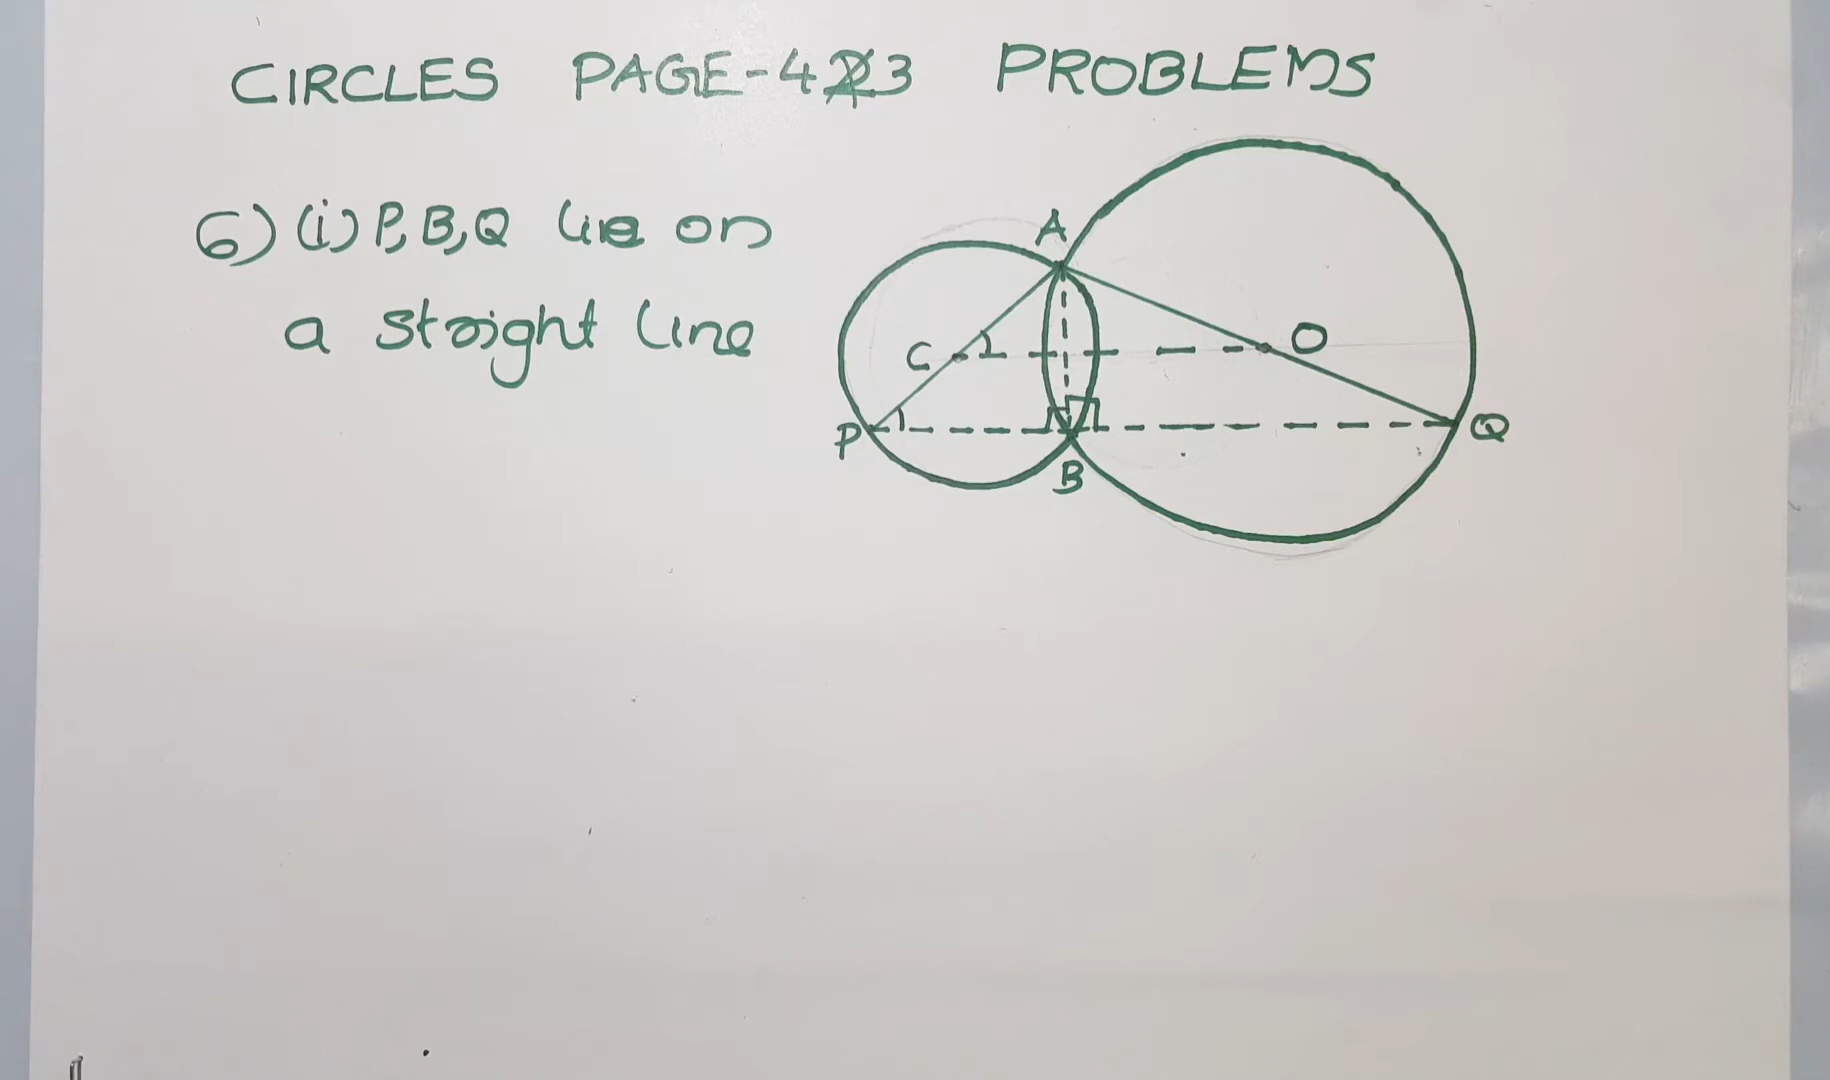 CIRCLES PAGE-423 PROBLEMS
6) (i) P, B, Q lie on
a straight line
A
C
O
P
B
Q